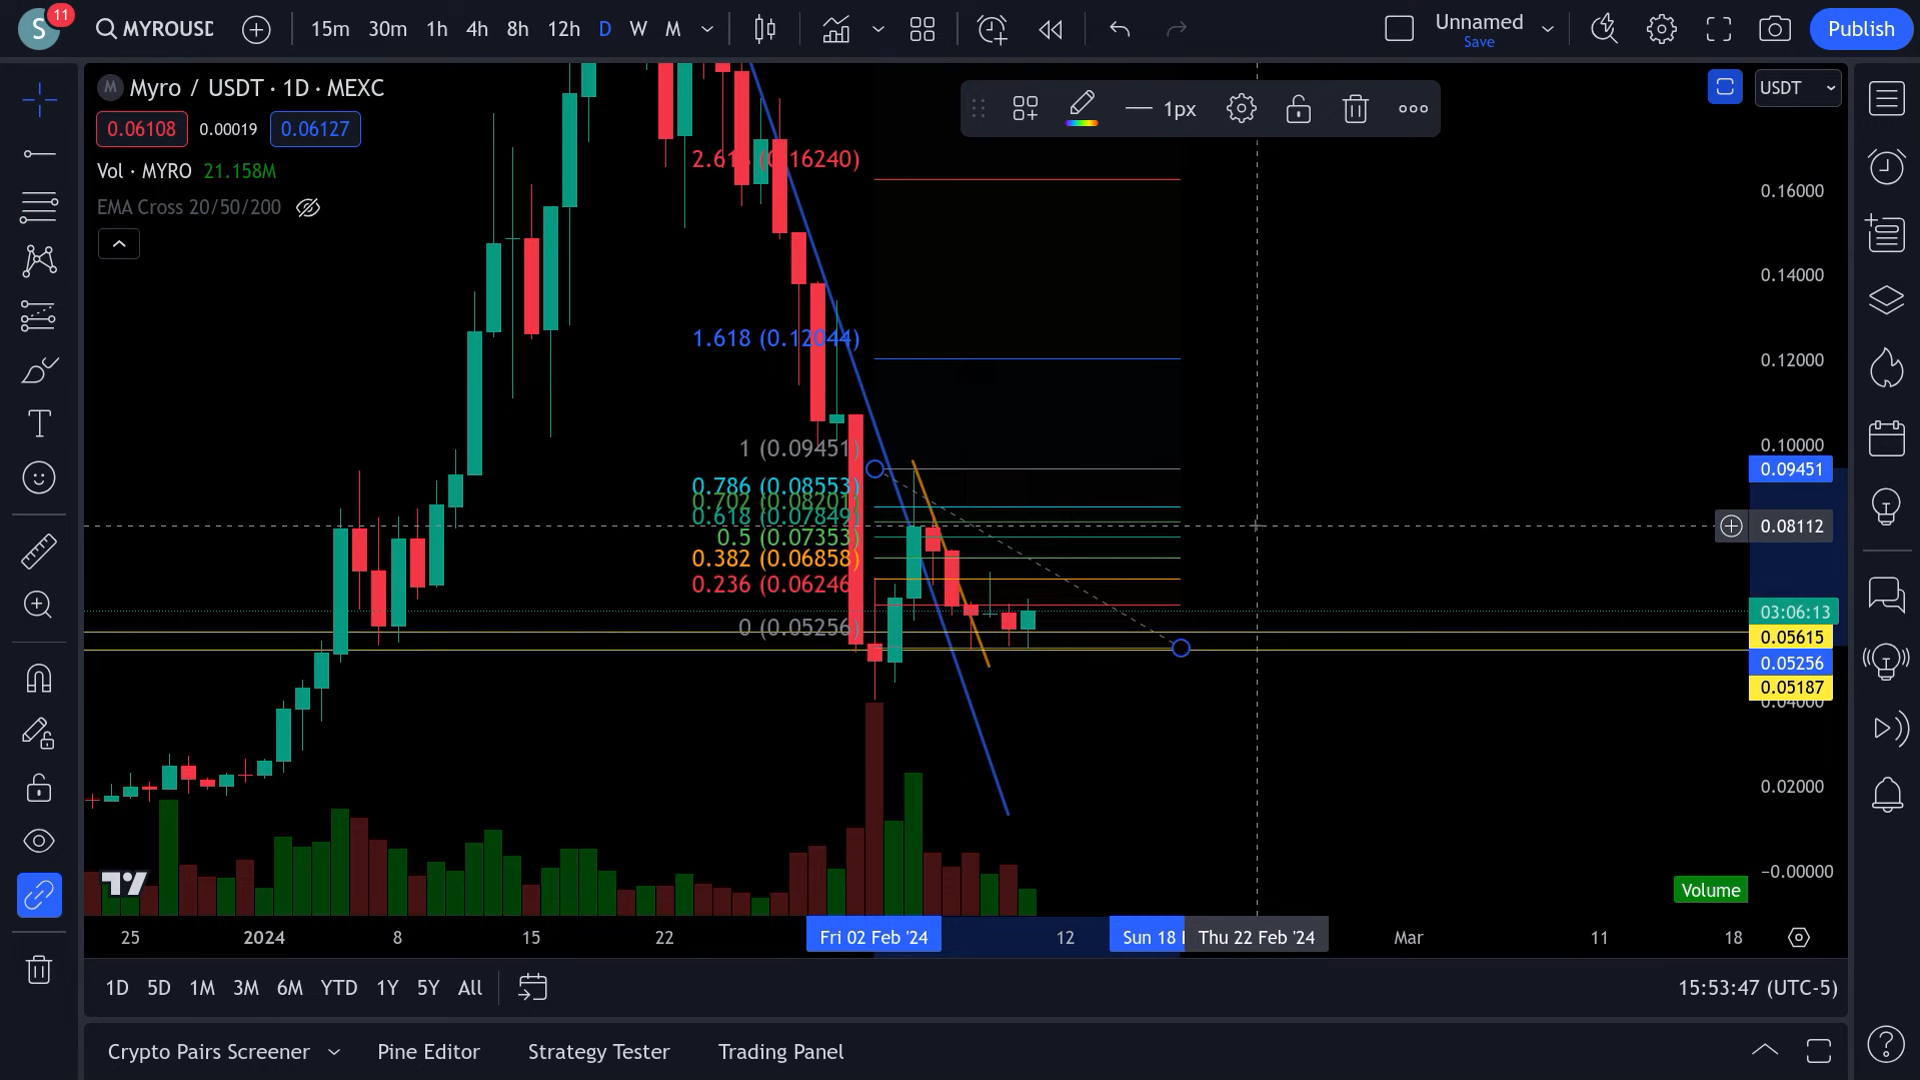 S 11 MYROUSD 15m 30m 1h 4h 8h 12h D W M Unnamed Save Publish
M Myro / USDT · 1D · MEXC 1px USDT
0.06108 0.00019 0.06127
Vol · MYRO 21.158M
EMA Cross 20/50/200
2.618 (0.16240)
1.618 (0.12044)
1 (0.09451)
0.786 (0.08553)
0.702 (0.08201)
0.618 (0.07849)
0.5 (0.07353)
0.382 (0.06858)
0.236 (0.06246)
0 (0.05256)
0.16000
0.14000
0.12000
0.10000
0.09451
0.08112
03:06:13
0.05615
0.05256
0.05187
0.04000
0.02000
−0.00000
Volume
25 2024 8 15 22 Fri 02 Feb '24 12 Sun 18 Thu 22 Feb '24 Mar 11 18
1D 5D 1M 3M 6M YTD 1Y 5Y All 15:53:47 (UTC-5)
Crypto Pairs Screener Pine Editor Strategy Tester Trading Panel